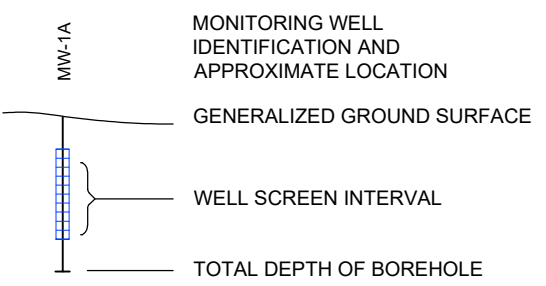 MW-1A
MONITORING WELL
IDENTIFICATION AND
APPROXIMATE LOCATION
GENERALIZED GROUND SURFACE
WELL SCREEN INTERVAL
TOTAL DEPTH OF BOREHOLE